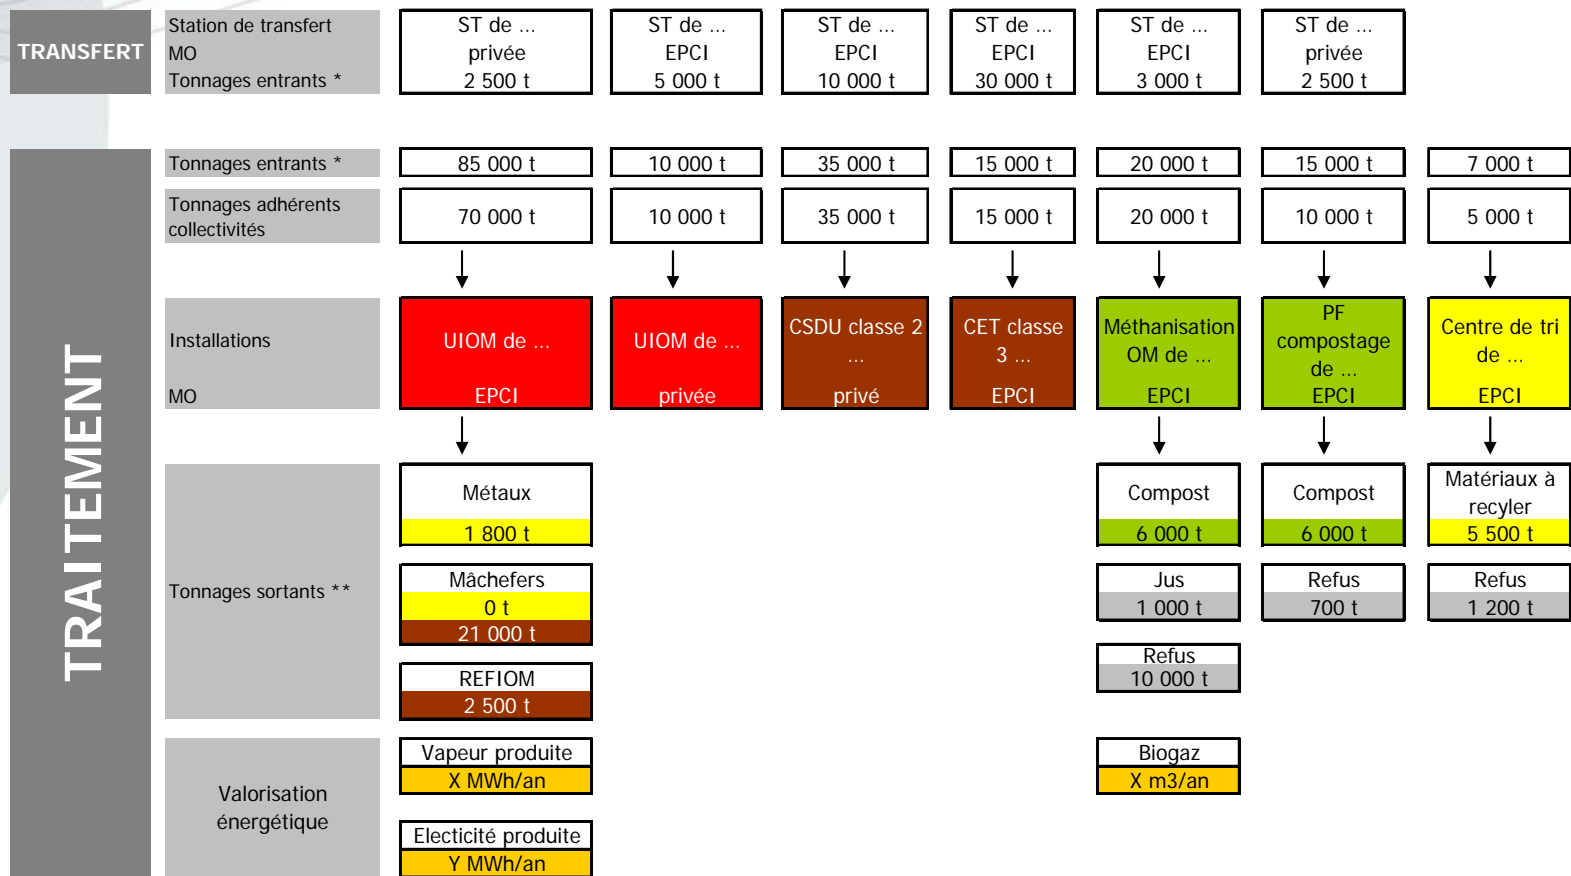 TRANSFERT
Station de transfert
MO
Tonnages entrants *
ST de ...
privée
2 500 t
ST de ...
EPCI
5 000 t
ST de ...
EPCI
10 000 t
ST de ...
EPCI
30 000 t
ST de ...
EPCI
3 000 t
ST de ...
privée
2 500 t
TRAITEMENT
Tonnages entrants *
85 000 t
10 000 t
35 000 t
15 000 t
20 000 t
15 000 t
7 000 t
Tonnages adhérents
collectivités
70 000 t
10 000 t
35 000 t
15 000 t
20 000 t
10 000 t
5 000 t
Installations
MO
UIOM de ...
EPCI
UIOM de ...
privée
CSDU classe 2
...
privé
CET classe
3 ...
EPCI
Méthanisation
OM de ...
EPCI
PF
compostage
de ...
EPCI
Centre de tri
de ...
EPCI
Tonnages sortants **
Métaux
1 800 t
Mâchefers
0 t
21 000 t
REFIOM
2 500 t
Compost
6 000 t
Jus
1 000 t
Refus
10 000 t
Compost
6 000 t
Refus
700 t
Matériaux à
recyler
5 500 t
Refus
1 200 t
Valorisation
énergétique
Vapeur produite
X MWh/an
Electicité produite
Y MWh/an
Biogaz
X m3/an